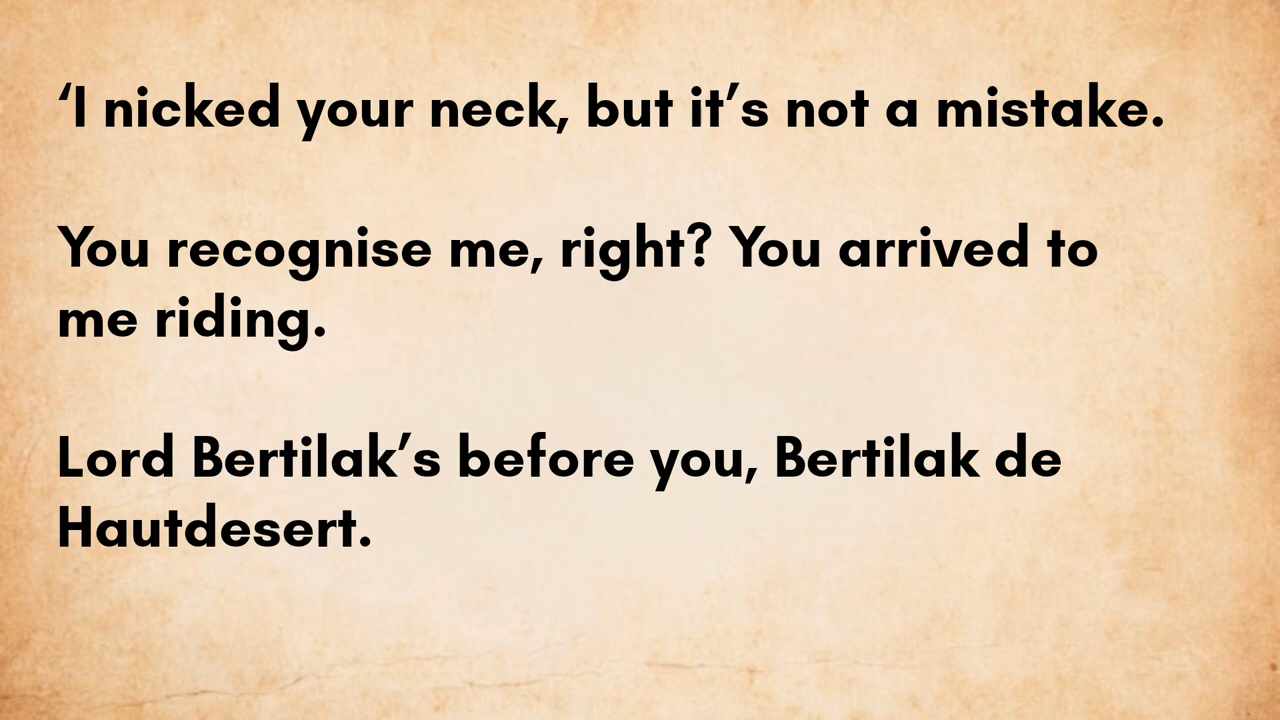 ‘I nicked your neck, but it’s not a mistake.
You recognise me, right? You arrived to
me riding.
Lord Bertilak’s before you, Bertilak de
Hautdesert.